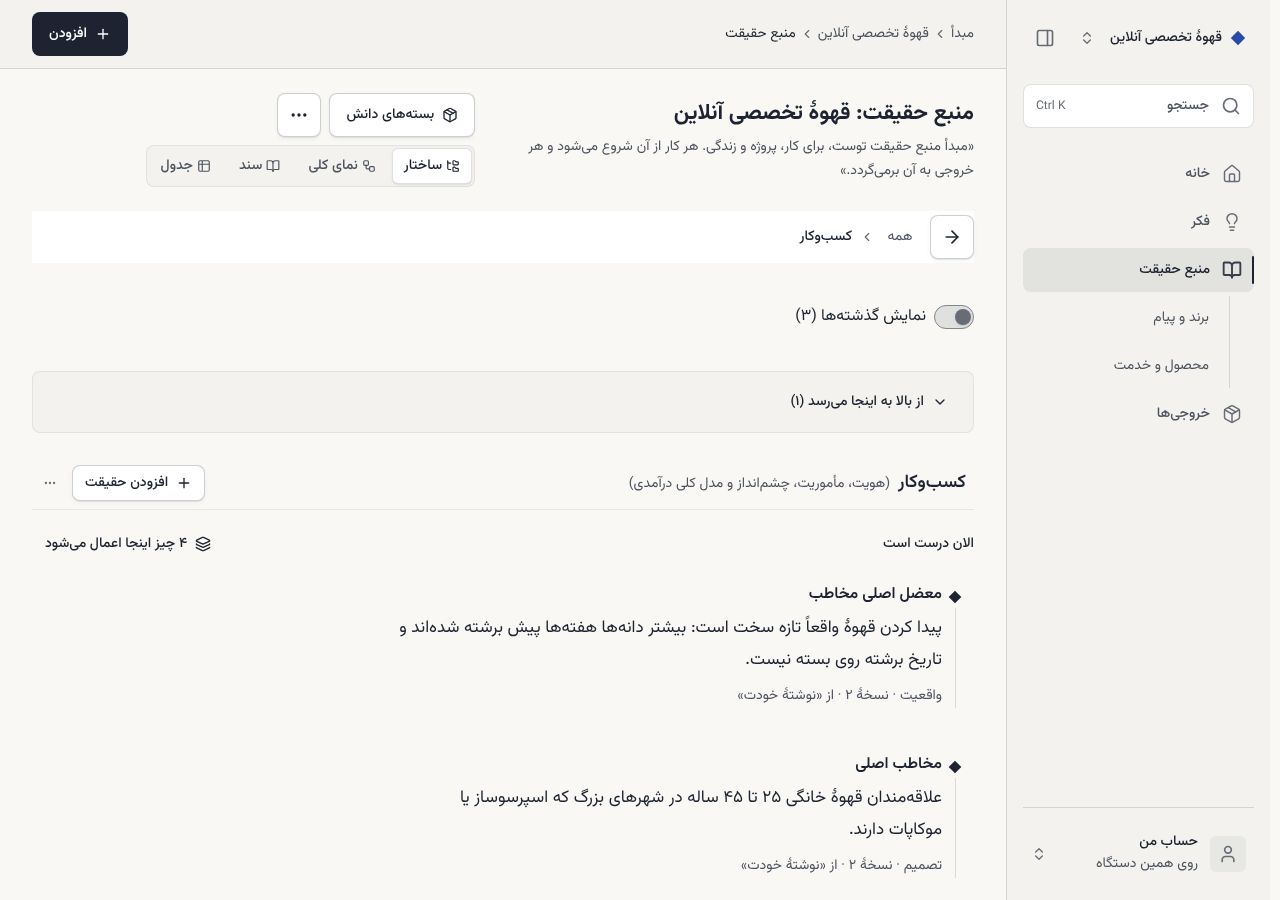 قهوهٔ تخصصی آنلاین
جستجو
Ctrl K
خانه
فکر
منبع حقیقت
برند و پیام
محصول و خدمت
خروجی‌ها
حساب من
روی همین دستگاه
مبدأ › قهوهٔ تخصصی آنلاین › منبع حقیقت
افزودن
منبع حقیقت: قهوهٔ تخصصی آنلاین
«مبدأ منبع حقیقت توست، برای کار، پروژه و زندگی. هر کار از آن شروع می‌شود و هر
خروجی به آن برمی‌گردد.»
بسته‌های دانش
ساختار
نمای کلی
سند
جدول
همه › کسب‌وکار
نمایش گذشته‌ها (۳)
از بالا به اینجا می‌رسد (۱)
کسب‌وکار (هویت، مأموریت، چشم‌انداز و مدل کلی درآمدی)
افزودن حقیقت
الان درست است
۴ چیز اینجا اعمال می‌شود
معضل اصلی مخاطب
پیدا کردن قهوهٔ واقعاً تازه سخت است: بیشتر دانه‌ها هفته‌ها پیش برشته شده‌اند و
تاریخ برشته روی بسته نیست.
واقعیت · نسخهٔ ۲ · از «نوشتهٔ خودت»
مخاطب اصلی
علاقه‌مندان قهوهٔ خانگی ۲۵ تا ۴۵ ساله در شهرهای بزرگ که اسپرسوساز یا
موکاپات دارند.
تصمیم · نسخهٔ ۲ · از «نوشتهٔ خودت»